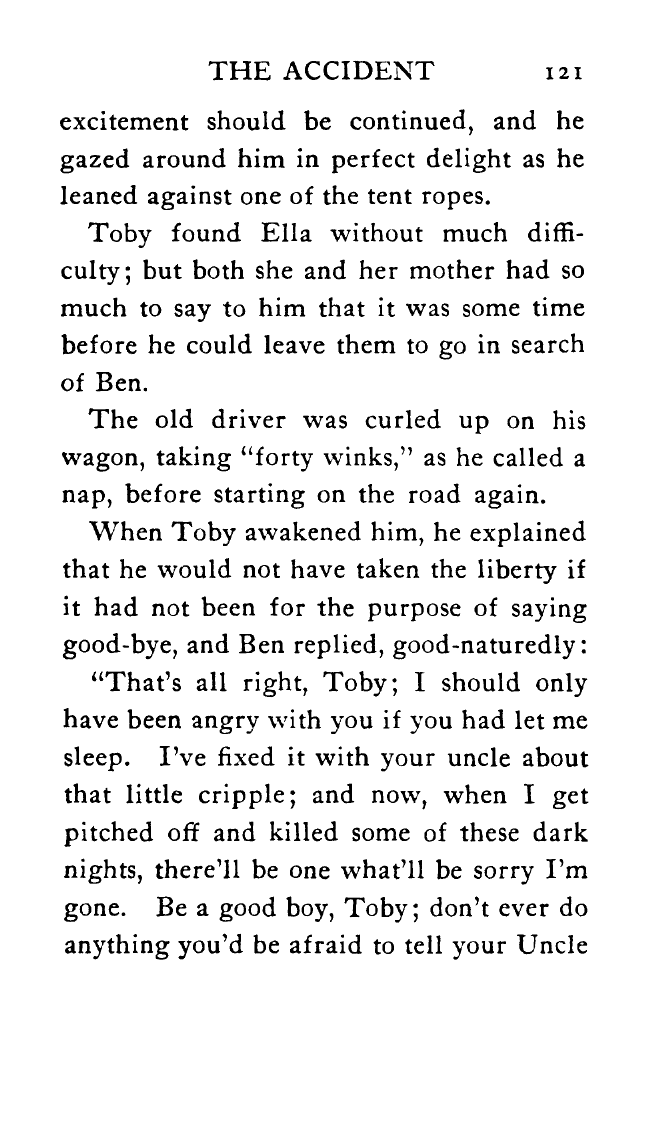 THE ACCIDENT 121
excitement should be continued, and he
gazed around him in perfect delight as he
leaned against one of the tent ropes.
Toby found Ella without much diffi-
culty; but both she and her mother had so
much to say to him that it was some time
before he could leave them to go in search
of Ben.
The old driver was curled up on his
wagon, taking "forty winks," as he called a
nap, before starting on the road again.
When Toby awakened him, he explained
that he would not have taken the liberty if
it had not been for the purpose of saying
good-bye, and Ben replied, good-naturedly:
"That's all right, Toby; I should only
have been angry with you if you had let me
sleep. I've fixed it with your uncle about
that little cripple; and now, when I get
pitched off and killed some of these dark
nights, there'll be one what'll be sorry I'm
gone. Be a good boy, Toby; don't ever do
anything you'd be afraid to tell your Uncle